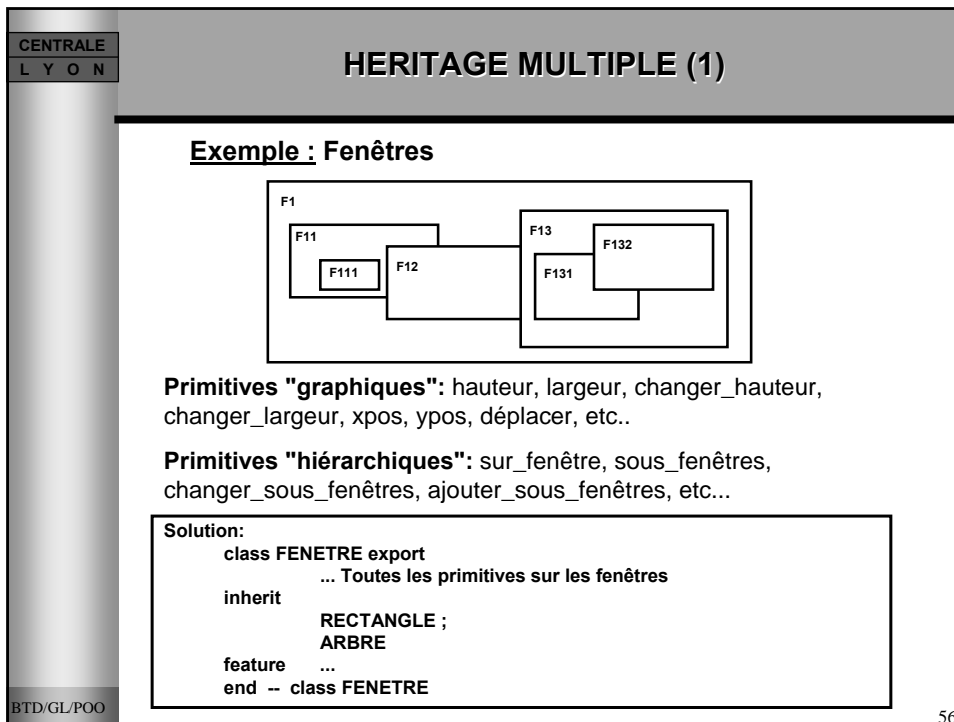 CENTRALE
L Y O N
HERITAGE MULTIPLE (1)
Exemple : Fenêtres
F1
F11
F111
F12
F13
F131
F132
Primitives "graphiques": hauteur, largeur, changer_hauteur,
changer_largeur, xpos, ypos, déplacer, etc..
Primitives "hiérarchiques": sur_fenêtre, sous_fenêtres,
changer_sous_fenêtres, ajouter_sous_fenêtres, etc...
Solution:
class FENETRE export
... Toutes les primitives sur les fenêtres
inherit
RECTANGLE ;
ARBRE
feature ...
end -- class FENETRE
BTD/GL/POO
56